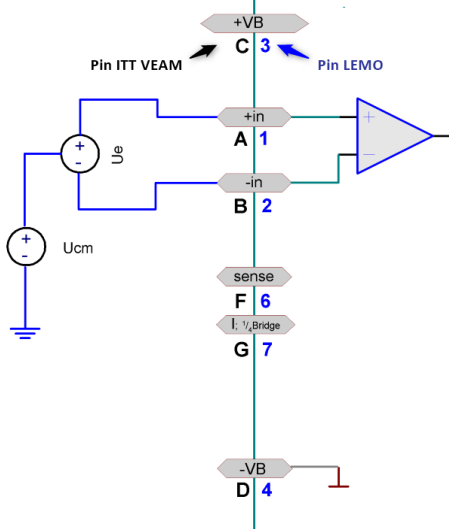 +VB
C 3
Pin ITT VEAM
Pin LEMO
+in
A 1
+
-
Ue
+
-
-in
B 2
+
-
Ucm
sense
F 6
I; ¼Bridge
G 7
-VB
D 4